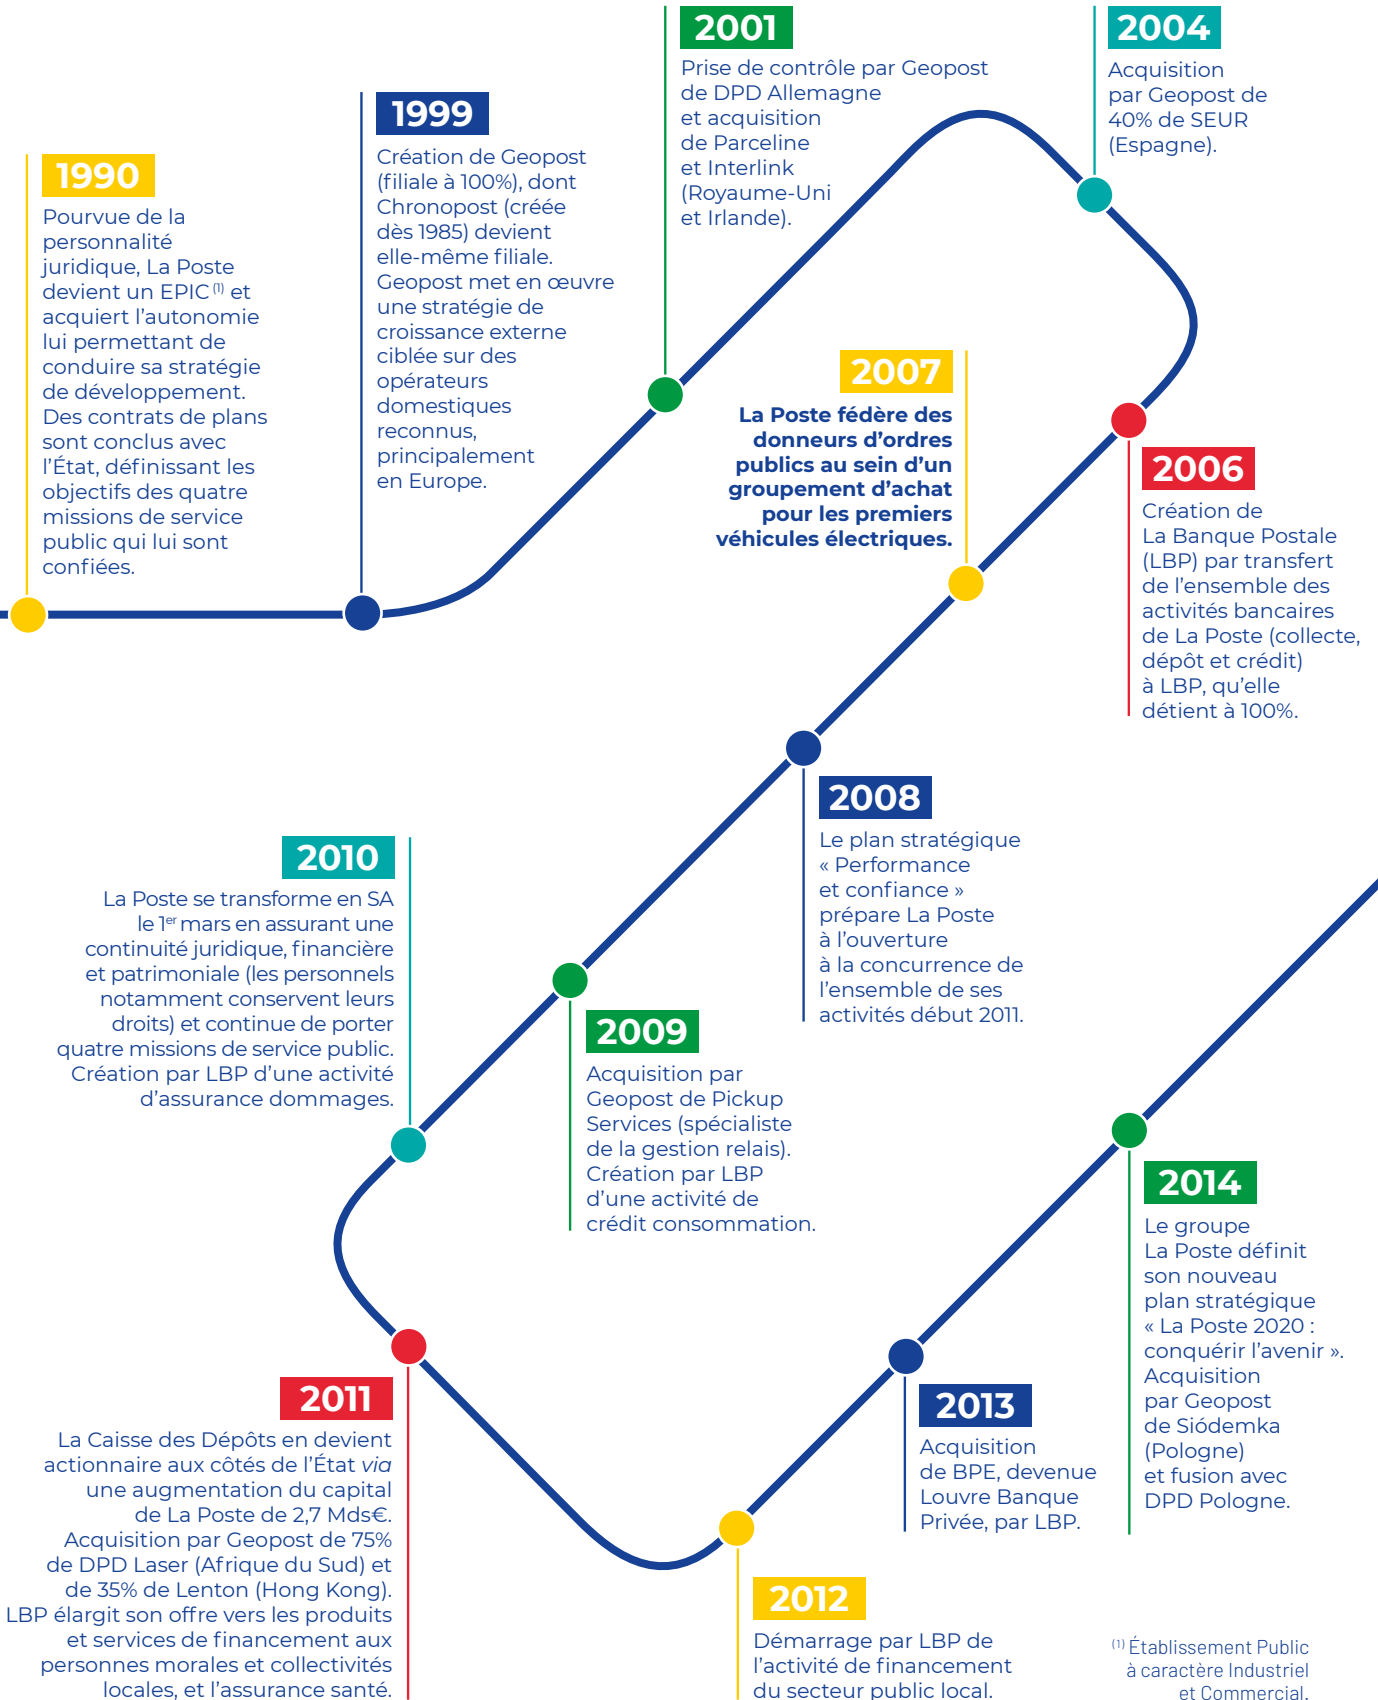 1990
Pourvue de la
personnalité
juridique, La Poste
devient un EPIC (1) et
acquiert l’autonomie
lui permettant de
conduire sa stratégie
de développement.
Des contrats de plans
sont conclus avec
l’État, définissant les
objectifs des quatre
missions de service
public qui lui sont
confiées.
1999
Création de Geopost
(filiale à 100%), dont
Chronopost (créée
dès 1985) devient
elle-même filiale.
Geopost met en œuvre
une stratégie de
croissance externe
ciblée sur des
opérateurs
domestiques
reconnus,
principalement
en Europe.
2001
Prise de contrôle par Geopost
de DPD Allemagne
et acquisition
de Parceline
et Interlink
(Royaume-Uni
et Irlande).
2004
Acquisition
par Geopost de
40% de SEUR
(Espagne).
2006
Création de
La Banque Postale
(LBP) par transfert
de l’ensemble des
activités bancaires
de La Poste (collecte,
dépôt et crédit)
à LBP, qu’elle
détient à 100%.
2007
La Poste fédère des
donneurs d’ordres
publics au sein d’un
groupement d’achat
pour les premiers
véhicules électriques.
2008
Le plan stratégique
« Performance
et confiance »
prépare La Poste
à l’ouverture
à la concurrence de
l’ensemble de ses
activités début 2011.
2009
Acquisition par
Geopost de Pickup
Services (spécialiste
de la gestion relais).
Création par LBP
d’une activité de
crédit consommation.
2010
La Poste se transforme en SA
le 1er mars en assurant une
continuité juridique, financière
et patrimoniale (les personnels
notamment conservent leurs
droits) et continue de porter
quatre missions de service public.
Création par LBP d’une activité
d’assurance dommages.
2011
La Caisse des Dépôts en devient
actionnaire aux côtés de l’État via
une augmentation du capital
de La Poste de 2,7 Mds€.
Acquisition par Geopost de 75%
de DPD Laser (Afrique du Sud) et
de 35% de Lenton (Hong Kong).
LBP élargit son offre vers les produits
et services de financement aux
personnes morales et collectivités
locales, et l’assurance santé.
2012
Démarrage par LBP de
l’activité de financement
du secteur public local.
2013
Acquisition
de BPE, devenue
Louvre Banque
Privée, par LBP.
2014
Le groupe
La Poste définit
son nouveau
plan stratégique
« La Poste 2020 :
conquérir l’avenir ».
Acquisition
par Geopost
de Siódemka
(Pologne)
et fusion avec
DPD Pologne.
(1) Établissement Public
à caractère Industriel
et Commercial.